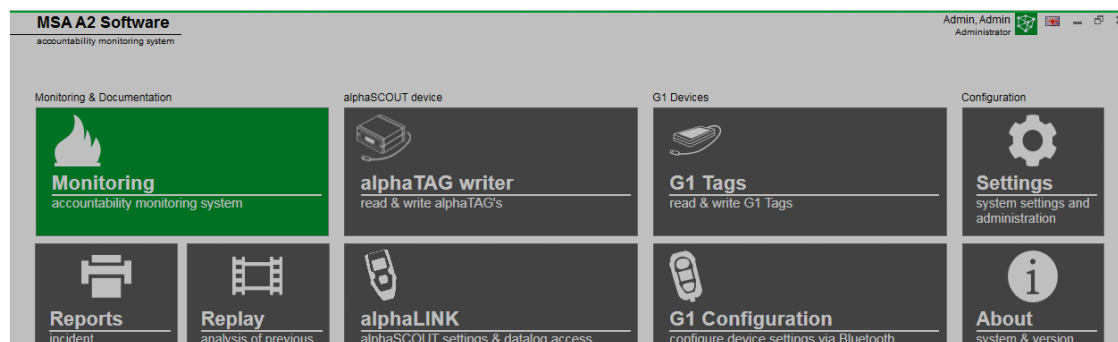 MSA A2 Software
accountability monitoring system
Admin, Admin
Administrator
Monitoring & Documentation
alphaSCOUT device
G1 Devices
Configuration
Monitoring
accountability monitoring system
alphaTAG writer
read & write alphaTAG's
G1 Tags
read & write G1 Tags
Settings
system settings and
administration
Reports
incident
Replay
analysis of previous
alphaLINK
alphaSCOUT settings & datalog access
G1 Configuration
configure device settings via Bluetooth
About
system & version